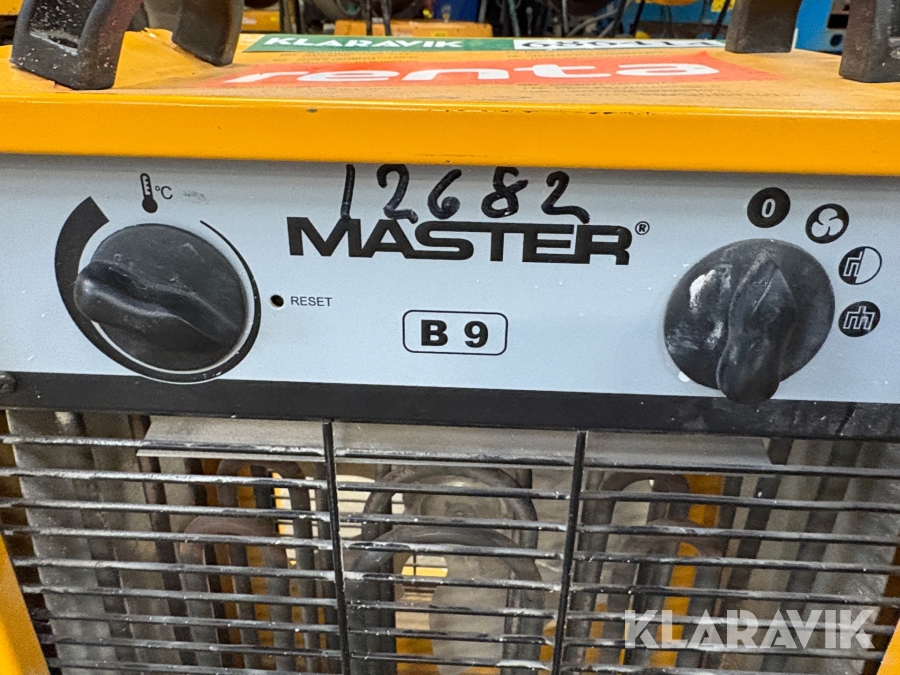 KLARAVIK
renta
°C
12682
MASTER®
0
RESET
B 9
KLARAVIK